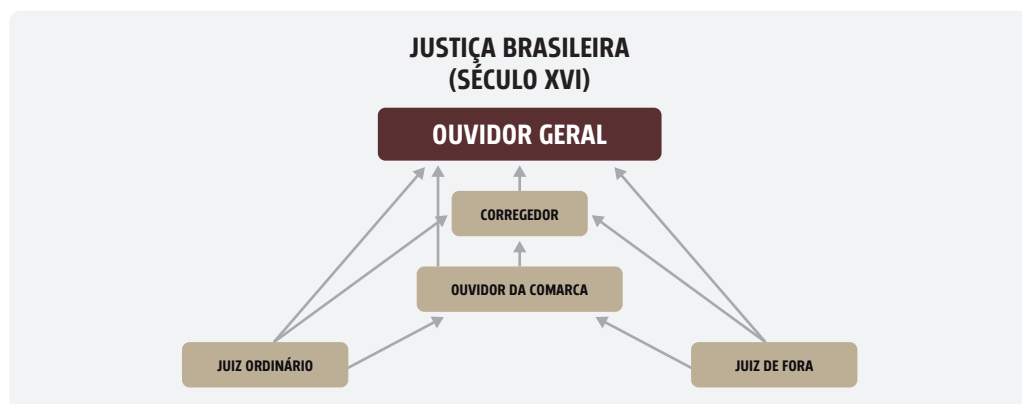 JUSTIÇA BRASILEIRA
(SÉCULO XVI)
OUVIDOR GERAL
CORREGEDOR
OUVIDOR DA COMARCA
JUIZ ORDINÁRIO
JUIZ DE FORA